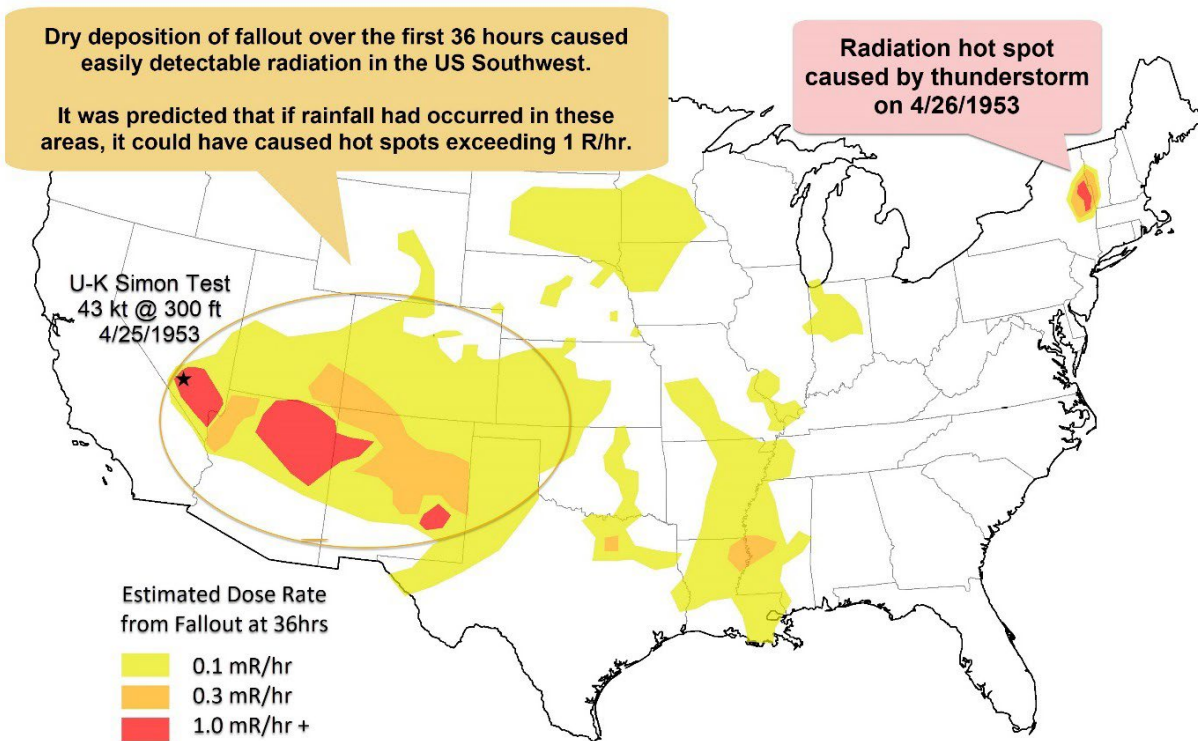 Dry deposition of fallout over the first 36 hours caused
easily detectable radiation in the US Southwest.
It was predicted that if rainfall had occurred in these
areas, it could have caused hot spots exceeding 1 R/hr.
Radiation hot spot
caused by thunderstorm
on 4/26/1953
U-K Simon Test
43 kt @ 300 ft
4/25/1953
Estimated Dose Rate
from Fallout at 36hrs
0.1 mR/hr
0.3 mR/hr
1.0 mR/hr +